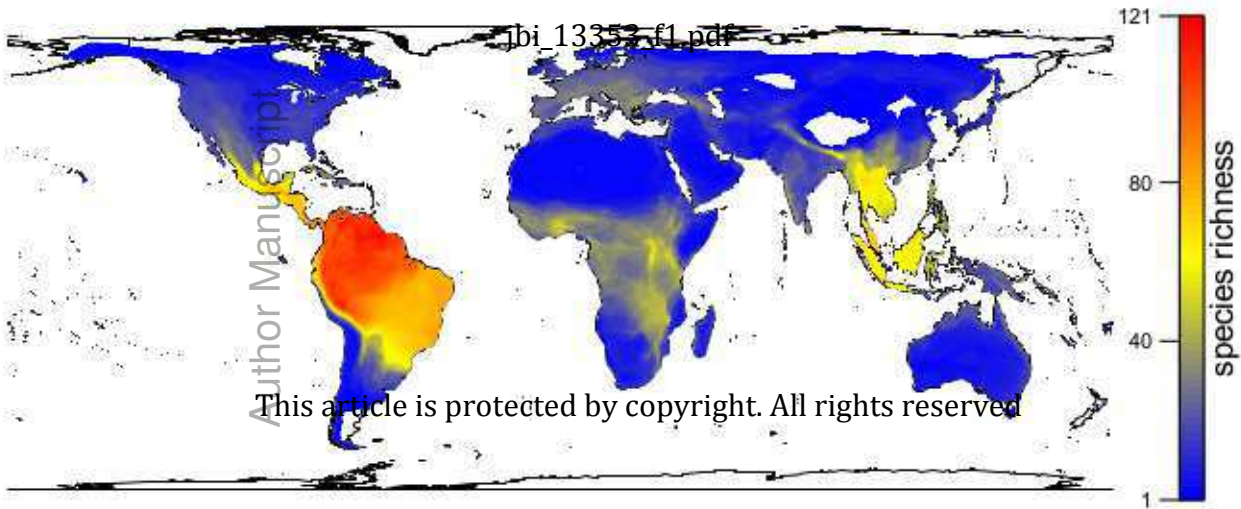 jbi_13353_f1.pdf
121
80
40
1
species richness
Author Manuscript
This article is protected by copyright. All rights reserved